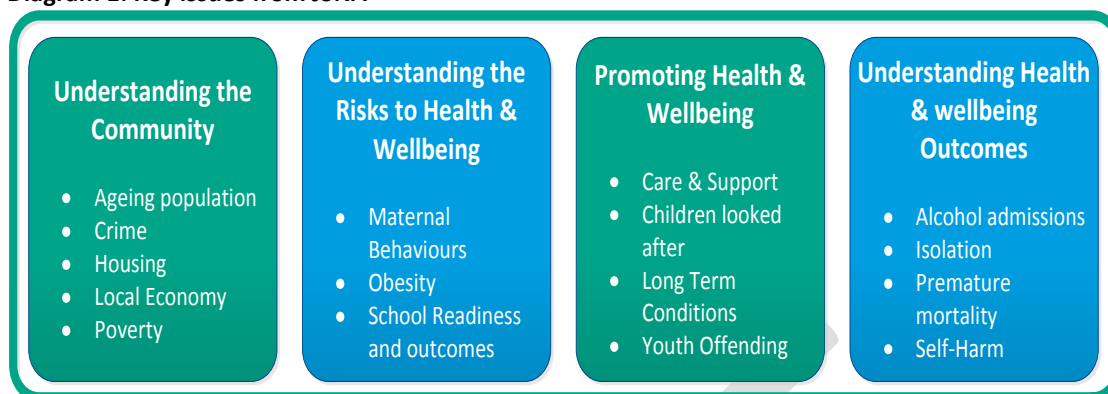 Understanding the
Community
• Ageing population
• Crime
• Housing
• Local Economy
• Poverty
Understanding the
Risks to Health &
Wellbeing
• Maternal
Behaviours
• Obesity
• School Readiness
and outcomes
Promoting Health &
Wellbeing
• Care & Support
• Children looked
after
• Long Term
Conditions
• Youth Offending
Understanding Health
& wellbeing
Outcomes
• Alcohol admissions
• Isolation
• Premature
mortality
• Self-Harm